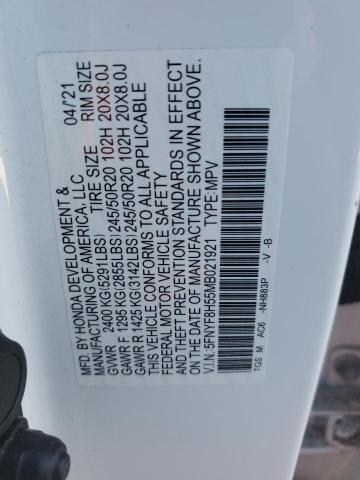 MFD. BY HONDA DEVELOPMENT & 04/'21
MANUFACTURING OF AMERICA, LLC
TIRE SIZE RIM SIZE
GVWR 2400 KG(5291LBS)
GAWR F 1295 KG(2855LBS) 245/50R20 102H 20X8.0J
GAWR R 1425 KG(3142LBS) 245/50R20 102H 20X8.0J
THIS VEHICLE CONFORMS TO ALL APPLICABLE
FEDERAL MOTOR VEHICLE SAFETY
STANDARDS IN EFFECT ON THE
DATE OF MANUFACTURE SHOWN ABOVE.
V.I.N: 5FNYF8H55MB021921 TYPE: MPV
TGS M AC6 -NH883P -V -B